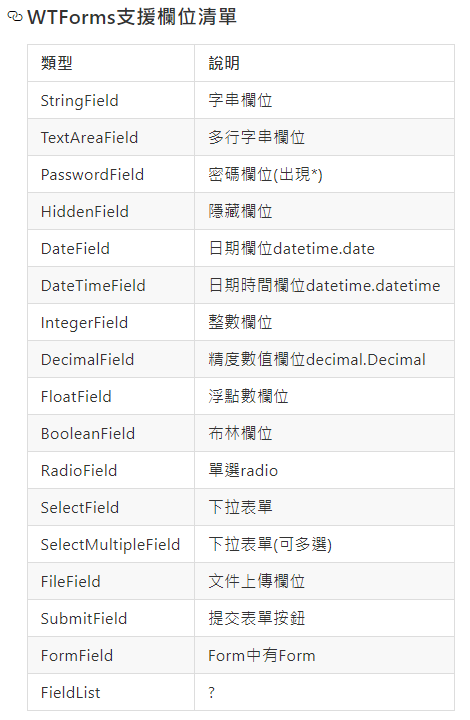 WTForms支援欄位清單
類型 說明
StringField 字串欄位
TextAreaField 多行字串欄位
PasswordField 密碼欄位(出現*)
HiddenField 隱藏欄位
DateField 日期欄位datetime.date
DateTimeField 日期時間欄位datetime.datetime
IntegerField 整數欄位
DecimalField 精度數值欄位decimal.Decimal
FloatField 浮點數欄位
BooleanField 布林欄位
RadioField 單選radio
SelectField 下拉表單
SelectMultipleField 下拉表單(可多選)
FileField 文件上傳欄位
SubmitField 提交表單按鈕
FormField Form中有Form
FieldList ?